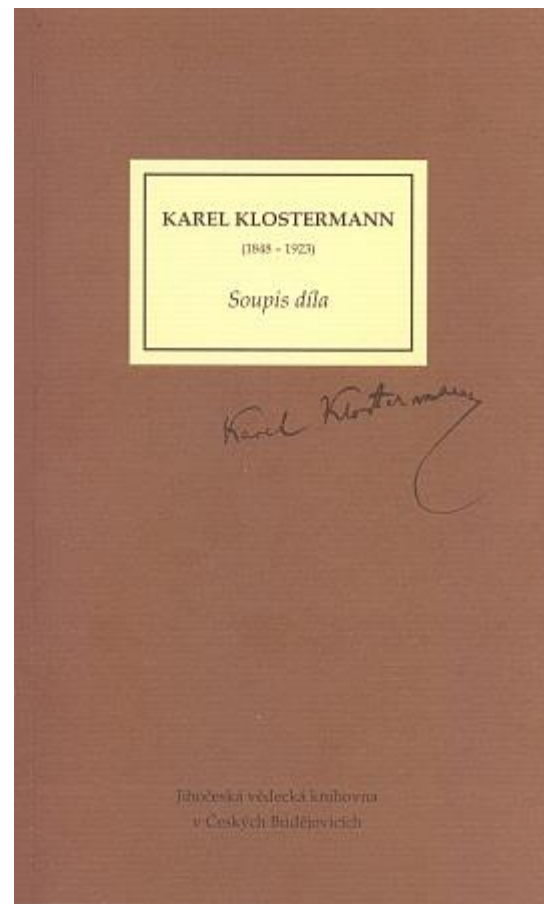 KAREL KLOSTERMANN
(1848 – 1923)
Soupis díla
Karel Klostermann
Jihočeská vědecká knihovna
v Českých Budějovicích